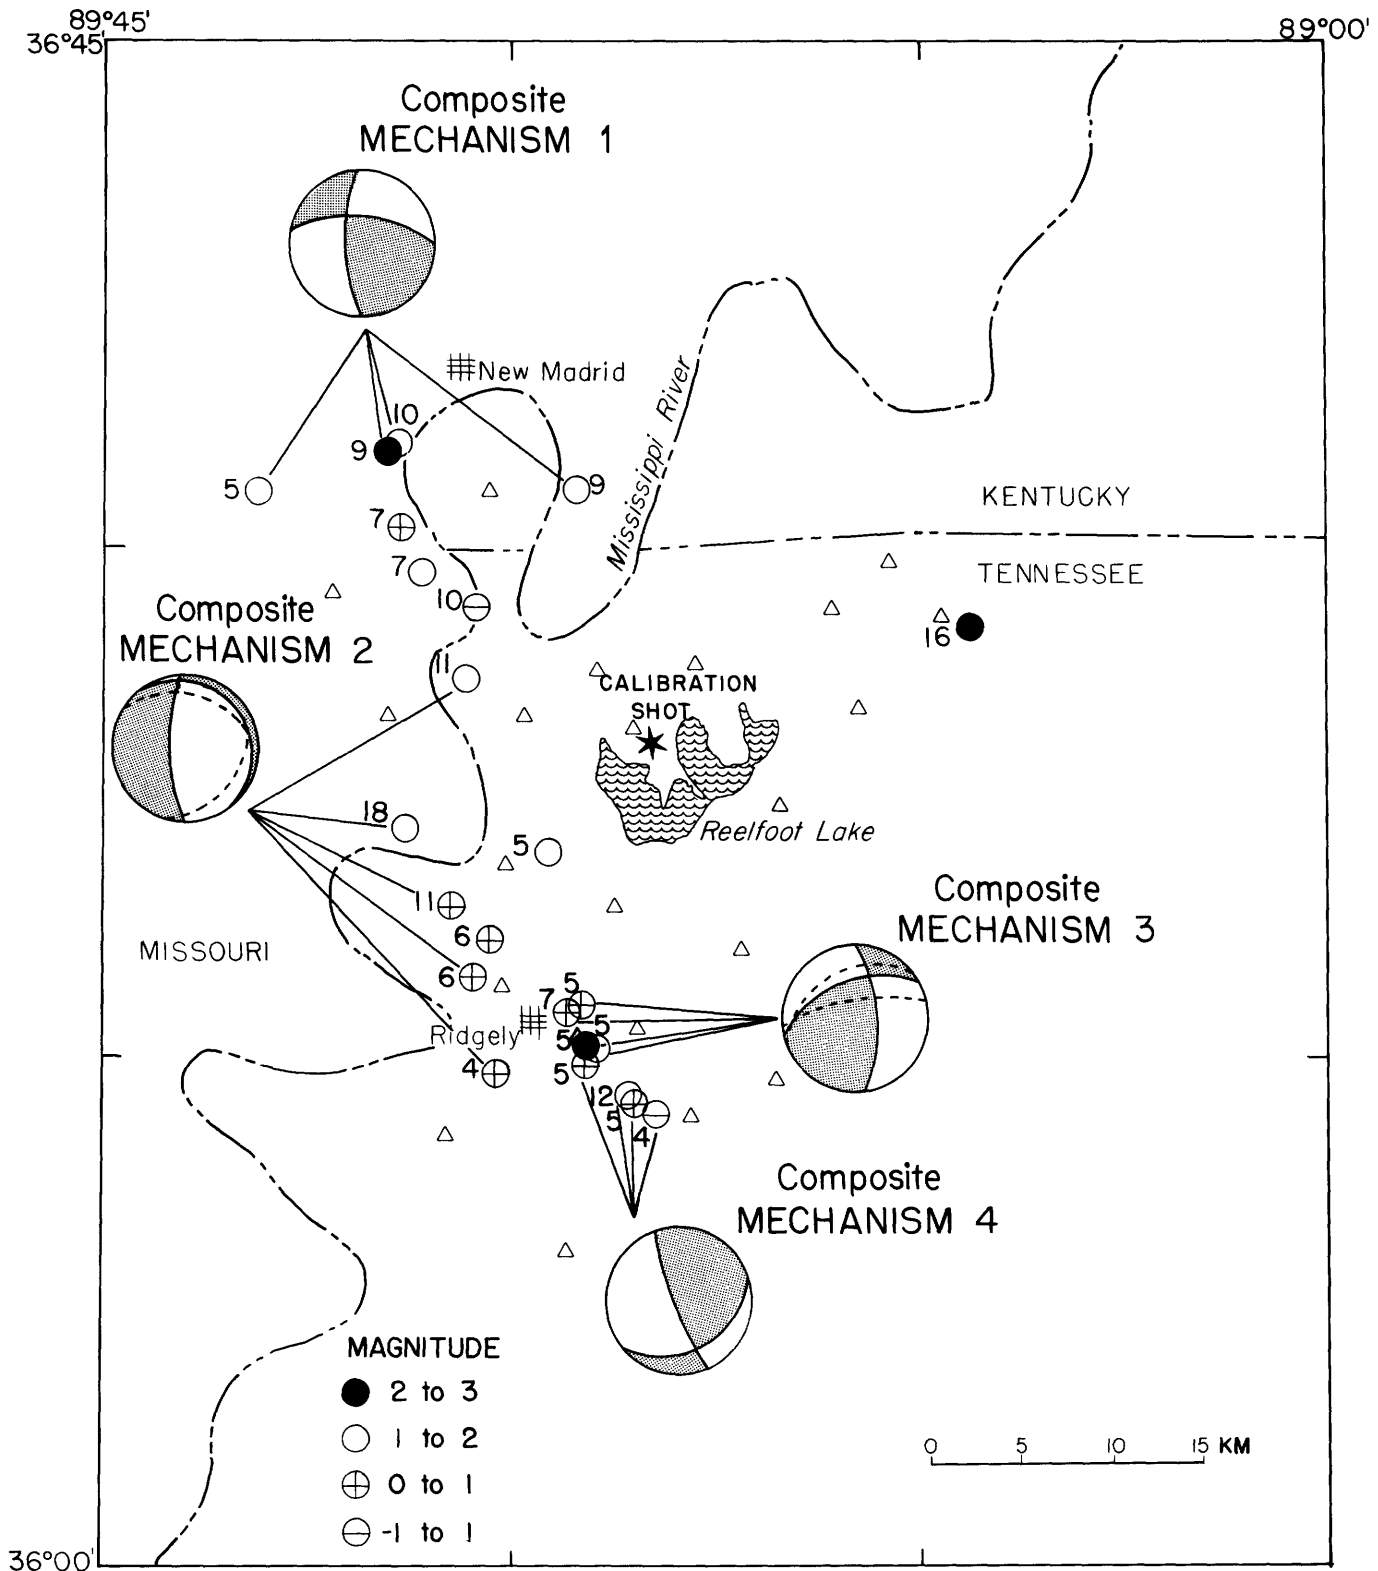 89°45'
89°00'
36°45'
Composite
MECHANISM 1
New Madrid
10
9
5
9
Mississippi River
KENTUCKY
7
TENNESSEE
7
10
Composite
MECHANISM 2
16
11
CALIBRATION
SHOT
18
5
Reelfoot Lake
Composite
MECHANISM 3
11
6
MISSOURI
6
5
7
Ridgely
5
5
4
5
12
5
4
Composite
MECHANISM 4
MAGNITUDE
2 to 3
1 to 2
0 to 1
-1 to 1
0 5 10 15 KM
36°00'